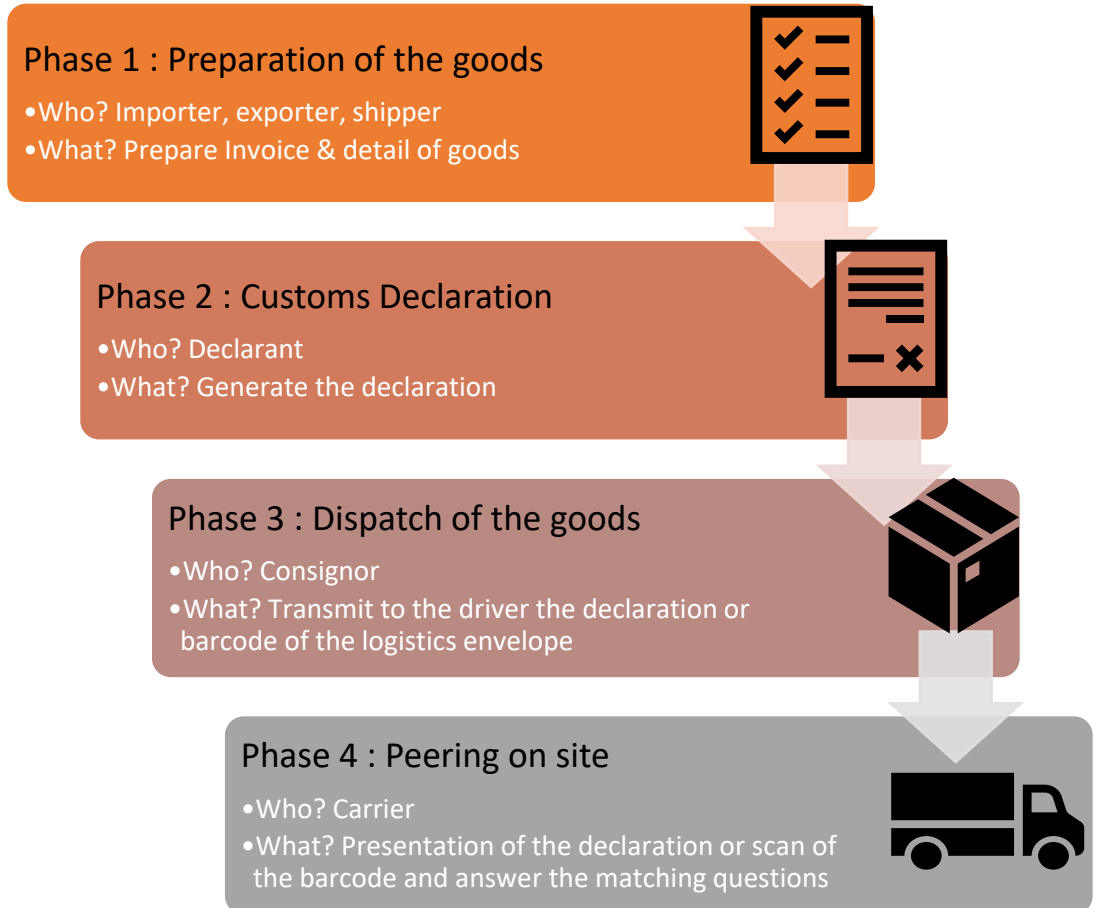 Phase 1 : Preparation of the goods
•Who? Importer, exporter, shipper
•What? Prepare Invoice & detail of goods
Phase 2 : Customs Declaration
•Who? Declarant
•What? Generate the declaration
Phase 3 : Dispatch of the goods
•Who? Consignor
•What? Transmit to the driver the declaration or
barcode of the logistics envelope
Phase 4 : Peering on site
•Who? Carrier
•What? Presentation of the declaration or scan of
the barcode and answer the matching questions